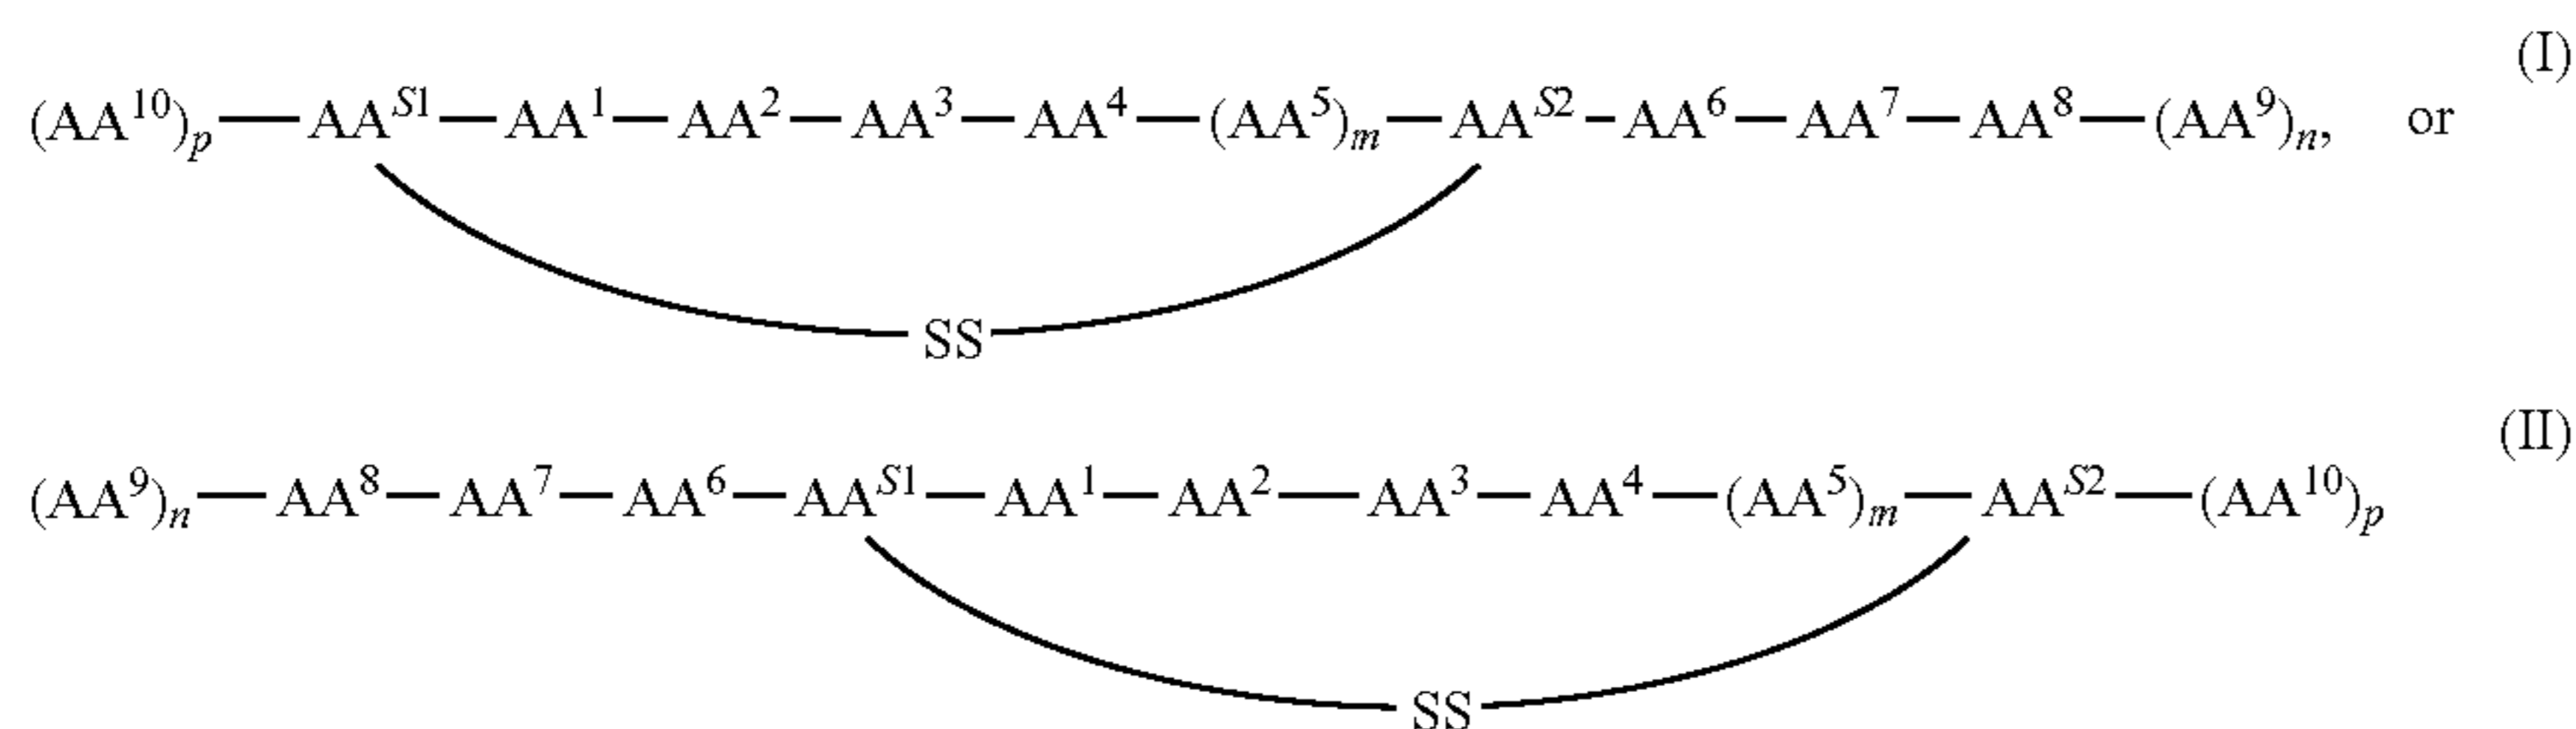 (I)
(AA¹⁰)ₚ—AAˢ¹—AA¹—AA²—AA³—AA⁴—(AA⁵)ₘ—AAˢ²–AA⁶—AA⁷—AA⁸—(AA⁹)ₙ, or
SS
(II)
(AA⁹)ₙ—AA⁸—AA⁷—AA⁶—AAˢ¹—AA¹—AA²—AA³—AA⁴—(AA⁵)ₘ—AAˢ²—(AA¹⁰)ₚ
SS